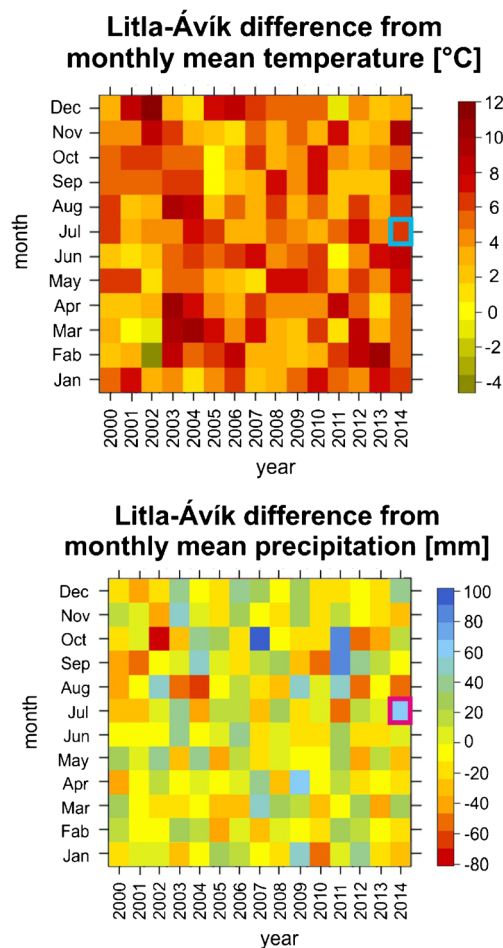 Litla-Ávík difference from
monthly mean temperature [°C]
Dec
Nov
Oct
Sep
Aug
Jul
Jun
May
Apr
Mar
Fab
Jan
month
12
10
8
6
4
2
0
-2
-4
2000 2001 2002 2003 2004 2005 2006 2007 2008 2009 2010 2011 2012 2013 2014
year
Litla-Ávík difference from
monthly mean precipitation [mm]
Dec
Nov
Oct
Sep
Aug
Jul
Jun
May
Apr
Mar
Fab
Jan
month
100
80
60
40
20
0
-20
-40
-60
-80
2000 2001 2002 2003 2004 2005 2006 2007 2008 2009 2010 2011 2012 2013 2014
year